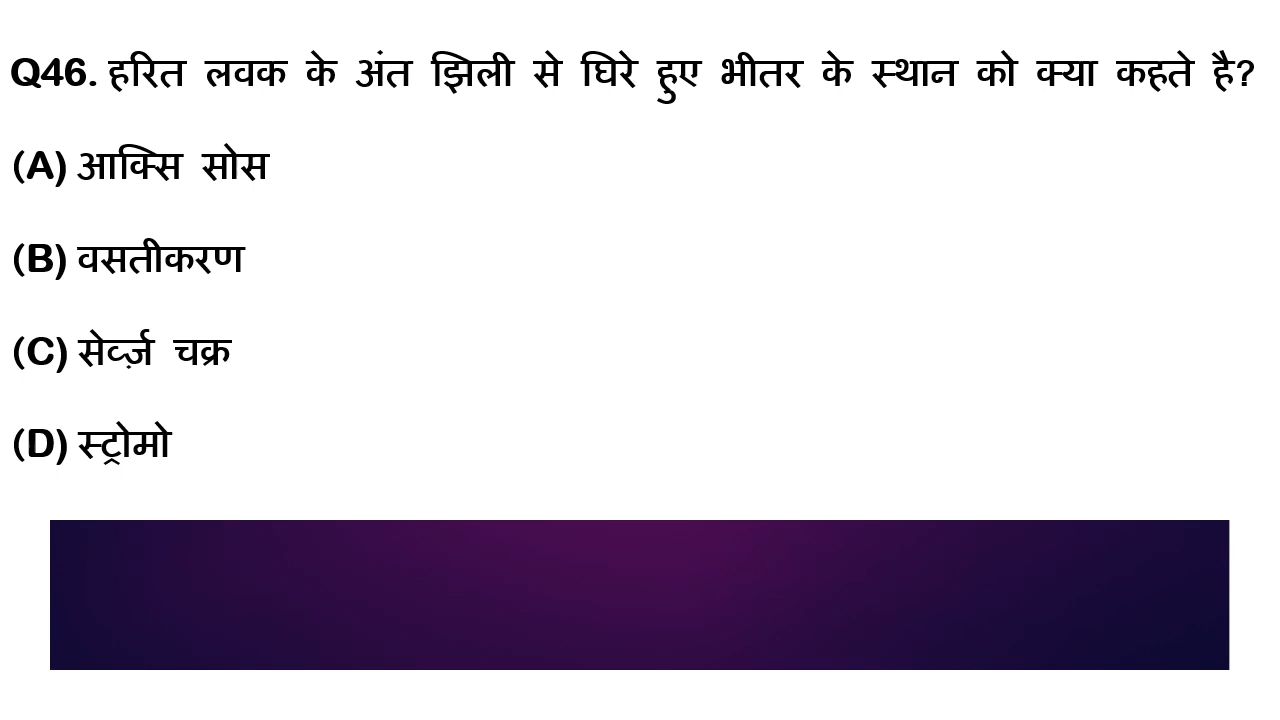 Q46. हरित लवक के अंत झिली से घिरे हुए भीतर के स्थान को क्या कहते है?
(A) आक्सि सोस
(B) वसतीकरण
(C) सेर्व्ज़ चक्र
(D) स्ट्रोमो